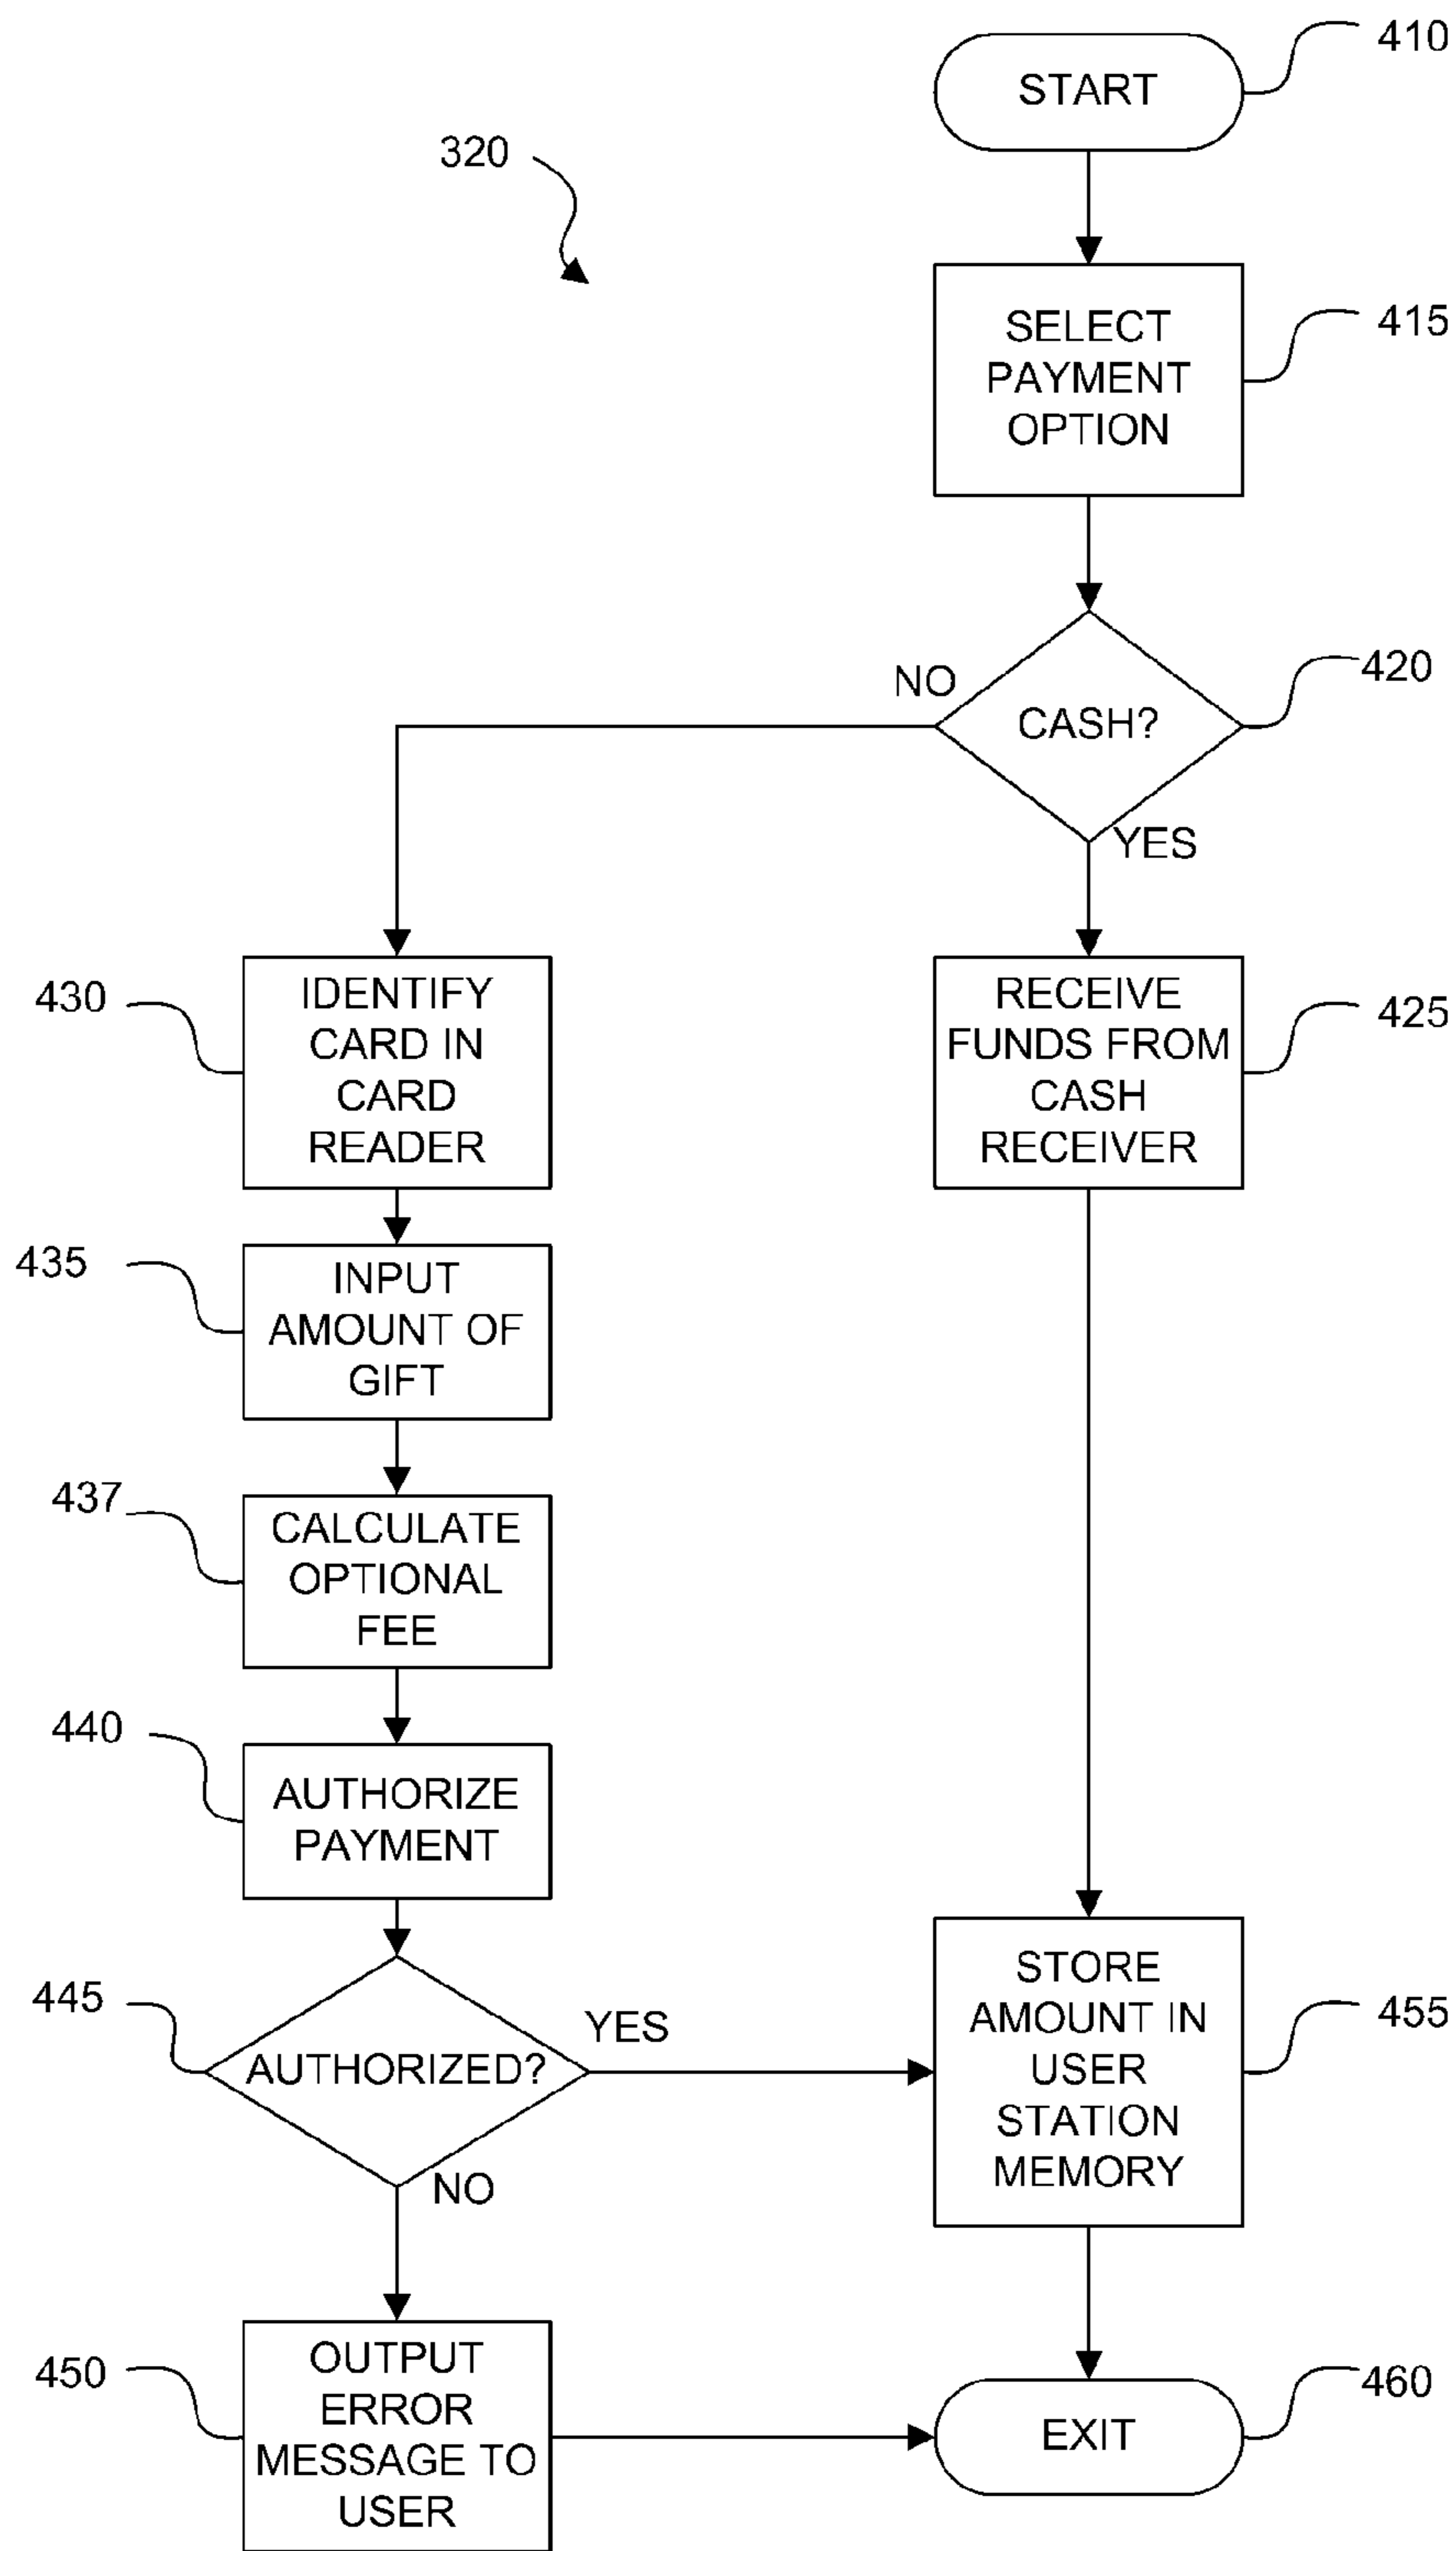 410
START
320
SELECT
PAYMENT
OPTION
415
NO
CASH?
420
YES
430
IDENTIFY
CARD IN
CARD
READER
RECEIVE
FUNDS FROM
CASH
RECEIVER
425
435
INPUT
AMOUNT OF
GIFT
437
CALCULATE
OPTIONAL
FEE
440
AUTHORIZE
PAYMENT
445
AUTHORIZED?
YES
NO
STORE
AMOUNT IN
USER
STATION
MEMORY
455
450
OUTPUT
ERROR
MESSAGE TO
USER
EXIT
460